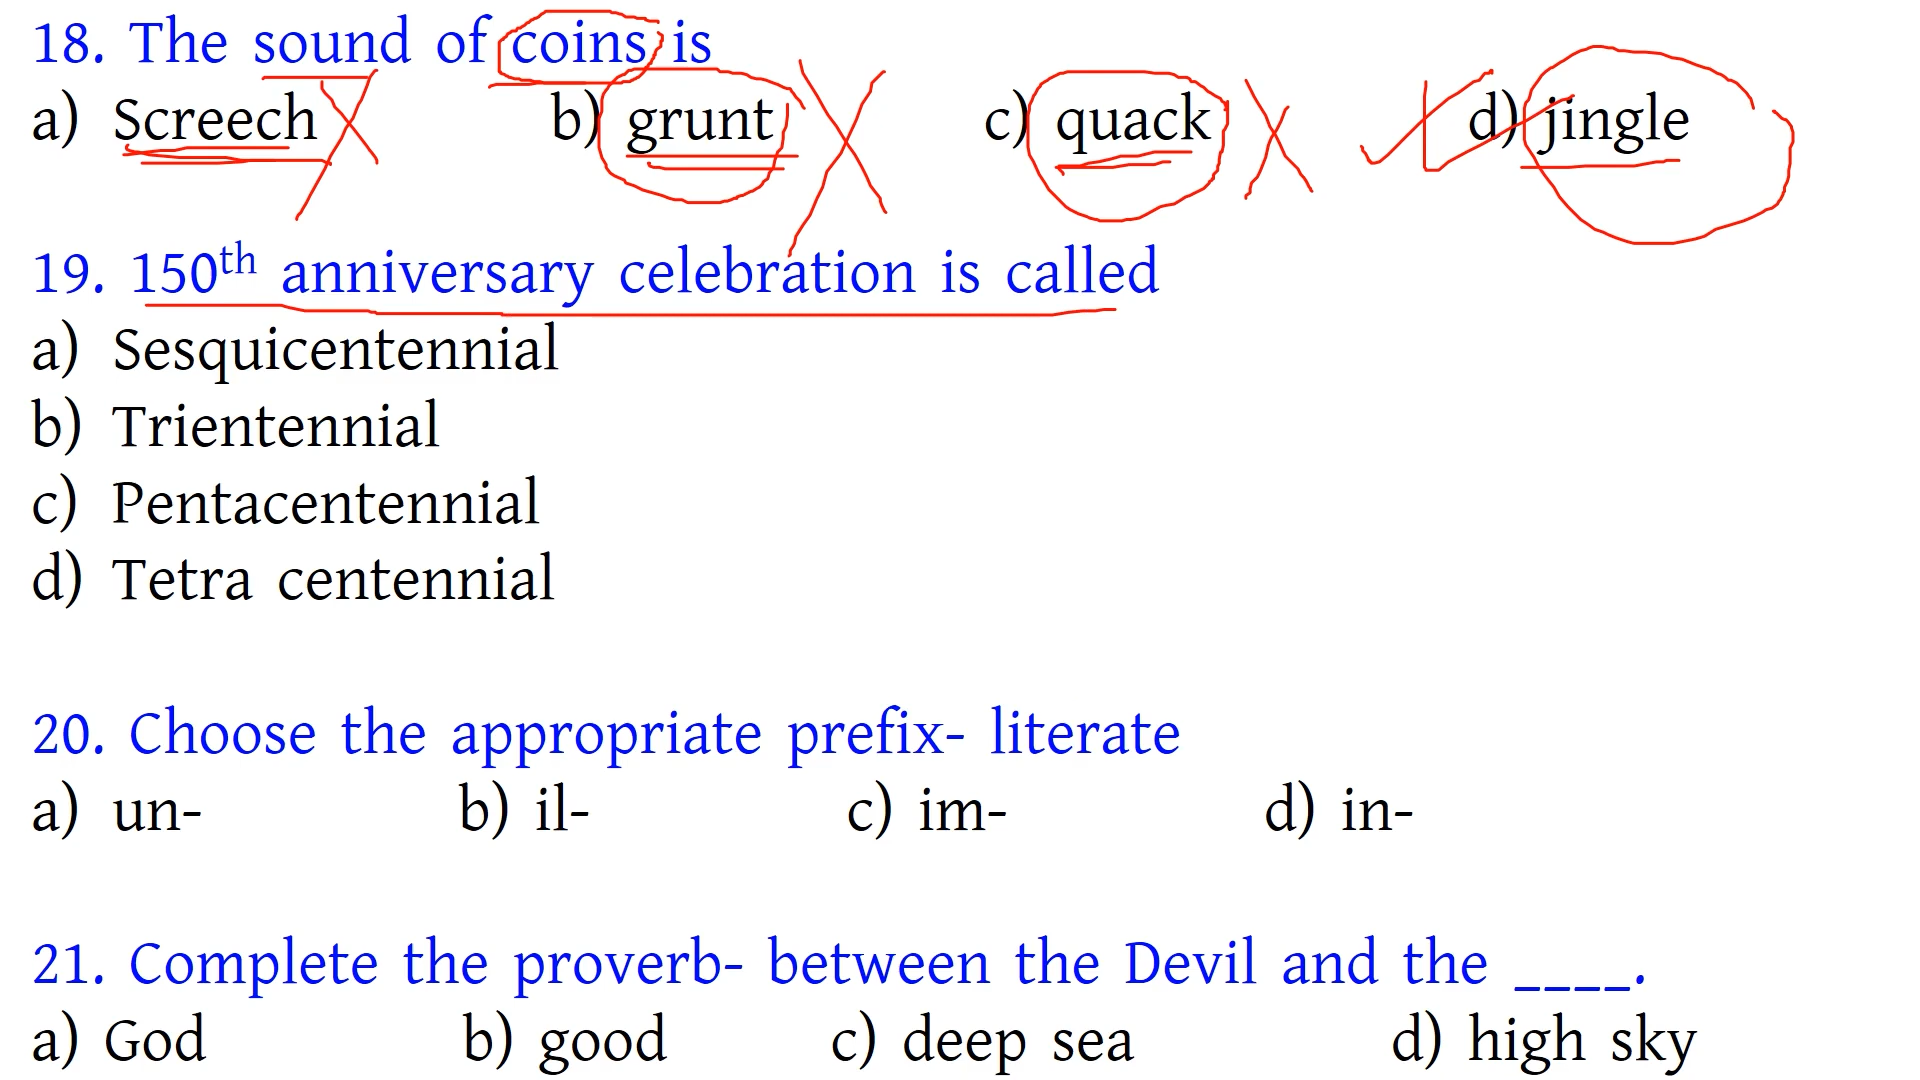 18. The sound of coins is
a) Screech b) grunt c) quack d) jingle
19. 150th anniversary celebration is called
a) Sesquicentennial
b) Trientennial
c) Pentacentennial
d) Tetra centennial
20. Choose the appropriate prefix- literate
a) un- b) il- c) im- d) in-
21. Complete the proverb- between the Devil and the ____.
a) God b) good c) deep sea d) high sky